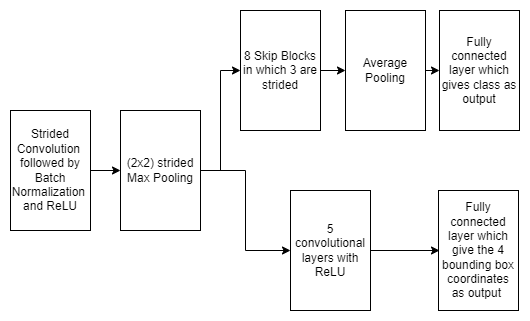 Strided
Convolution
followed by
Batch
Normalization
and ReLU
(2x2) strided
Max Pooling
8 Skip Blocks
in which 3 are
strided
Average
Pooling
Fully
connected
layer which
gives class as
output
5
convolutional
layers with
ReLU
Fully
connected
layer which
give the 4
bounding box
coordinates
as output